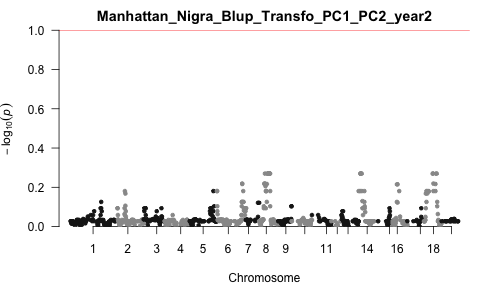 Manhattan_Nigra_Blup_Transfo_PC1_PC2_year2
1.0
0.8
0.6
0.4
0.2
0.0
− log10(p)
1 2 3 4 5 6 7 8 9 11 14 16 18
Chromosome